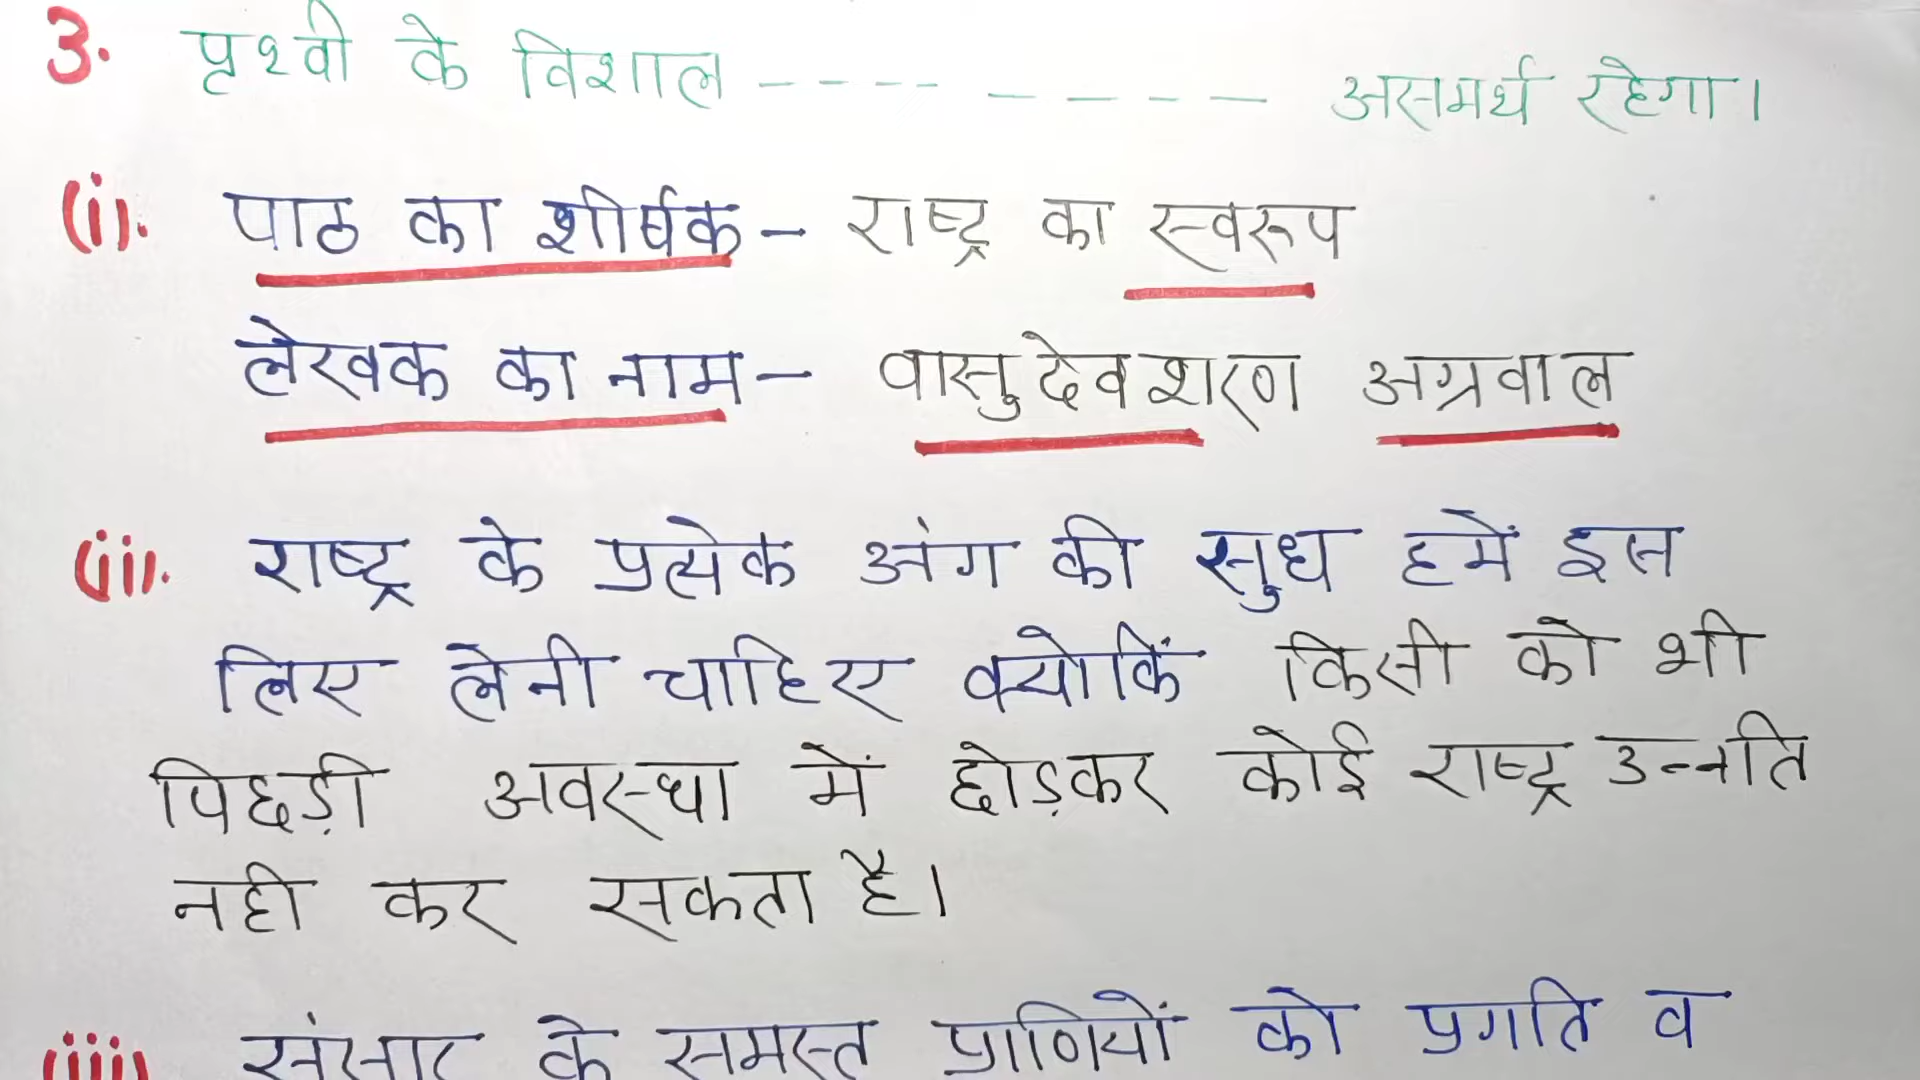 3. पृथ्वी के विशाल ---- ---- असमर्थ रहेगा।
(i). पाठ का शीर्षक- राष्ट्र का स्वरूप
लेखक का नाम- वासुदेवशरण अग्रवाल
(ii). राष्ट्र के प्रत्येक अंग की सुध हमें इस
लिए लेनी चाहिए क्योकिं किसी को भी
पिछड़ी अवस्था में छोड़कर कोई राष्ट्र उन्नति
नही कर सकता है।
(iii) संसार के समस्त प्राणियों को प्रगति व